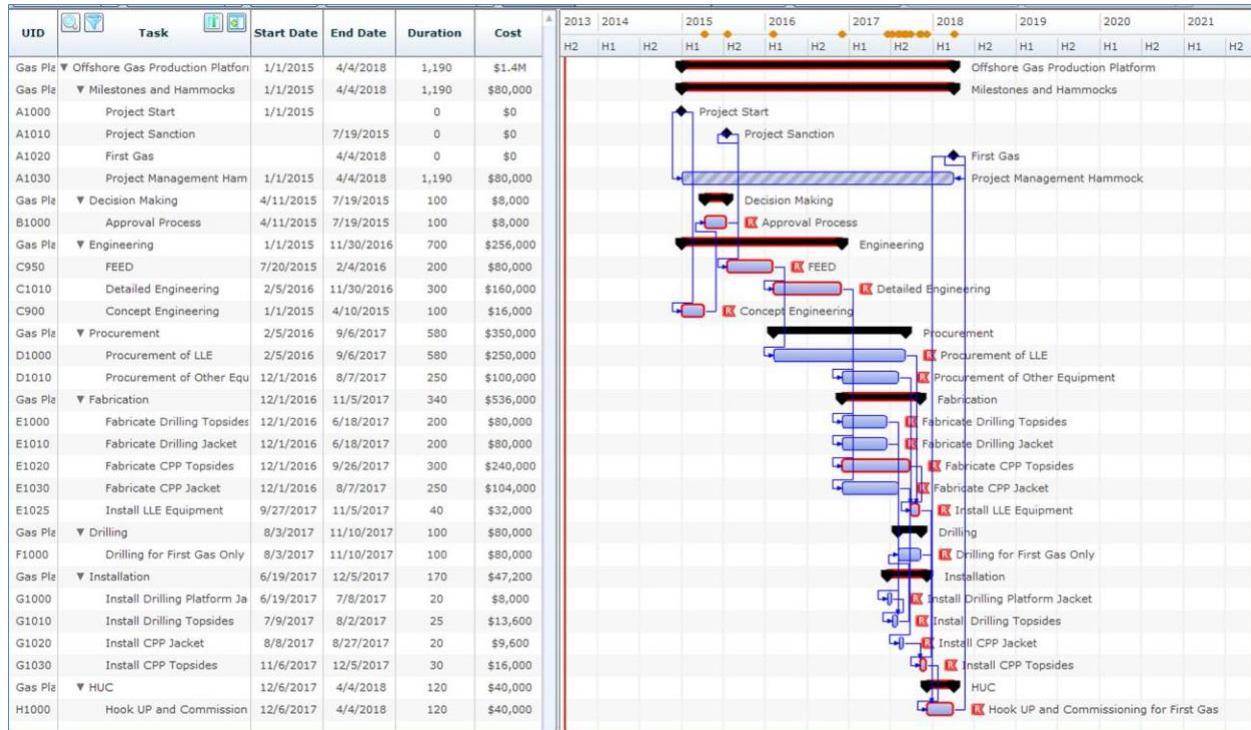 UID Task Start Date End Date Duration Cost 2013 2014 2015 2016 2017 2018 2019 2020 2021
H2 H1 H2 H1 H2 H1 H2 H1 H2 H1 H2 H1 H2 H1 H2 H1 H2
Gas Pla ▼ Offshore Gas Production Platforr 1/1/2015 4/4/2018 1,190 $1.4M Offshore Gas Production Platform
Gas Pla ▼ Milestones and Hammocks 1/1/2015 4/4/2018 1,190 $80,000 Milestones and Hammocks
A1000 Project Start 1/1/2015 0 $0 Project Start
A1010 Project Sanction 7/19/2015 0 $0 Project Sanction
A1020 First Gas 4/4/2018 0 $0 First Gas
A1030 Project Management Ham 1/1/2015 4/4/2018 1,190 $80,000 Project Management Hammock
Gas Pla ▼ Decision Making 4/11/2015 7/19/2015 100 $8,000 Decision Making
B1000 Approval Process 4/11/2015 7/19/2015 100 $8,000 R Approval Process
Gas Pla ▼ Engineering 1/1/2015 11/30/2016 700 $256,000 Engineering
C950 FEED 7/20/2015 2/4/2016 200 $80,000 R FEED
C1010 Detailed Engineering 2/5/2016 11/30/2016 300 $160,000 R Detailed Engineering
C900 Concept Engineering 1/1/2015 4/10/2015 100 $16,000 R Concept Engineering
Gas Pla ▼ Procurement 2/5/2016 9/6/2017 580 $350,000 Procurement
D1000 Procurement of LLE 2/5/2016 9/6/2017 580 $250,000 R Procurement of LLE
D1010 Procurement of Other Equ 12/1/2016 8/7/2017 250 $100,000 R Procurement of Other Equipment
Gas Pla ▼ Fabrication 12/1/2016 11/5/2017 340 $536,000 Fabrication
E1000 Fabricate Drilling Topsides 12/1/2016 6/18/2017 200 $80,000 R Fabricate Drilling Topsides
E1010 Fabricate Drilling Jacket 12/1/2016 6/18/2017 200 $80,000 R Fabricate Drilling Jacket
E1020 Fabricate CPP Topsides 12/1/2016 9/26/2017 300 $240,000 R Fabricate CPP Topsides
E1030 Fabricate CPP Jacket 12/1/2016 8/7/2017 250 $104,000 R Fabricate CPP Jacket
E1025 Install LLE Equipment 9/27/2017 11/5/2017 40 $32,000 R Install LLE Equipment
Gas Pla ▼ Drilling 8/3/2017 11/10/2017 100 $80,000 Drilling
F1000 Drilling for First Gas Only 8/3/2017 11/10/2017 100 $80,000 R Drilling for First Gas Only
Gas Pla ▼ Installation 6/19/2017 12/5/2017 170 $47,200 Installation
G1000 Install Drilling Platform Ja 6/19/2017 7/8/2017 20 $8,000 R Install Drilling Platform Jacket
G1010 Install Drilling Topsides 7/9/2017 8/2/2017 25 $13,600 R Install Drilling Topsides
G1020 Install CPP Jacket 8/8/2017 8/27/2017 20 $9,600 R Install CPP Jacket
G1030 Install CPP Topsides 11/6/2017 12/5/2017 30 $16,000 R Install CPP Topsides
Gas Pla ▼ HUC 12/6/2017 4/4/2018 120 $40,000 HUC
H1000 Hook UP and Commission 12/6/2017 4/4/2018 120 $40,000 R Hook UP and Commissioning for First Gas